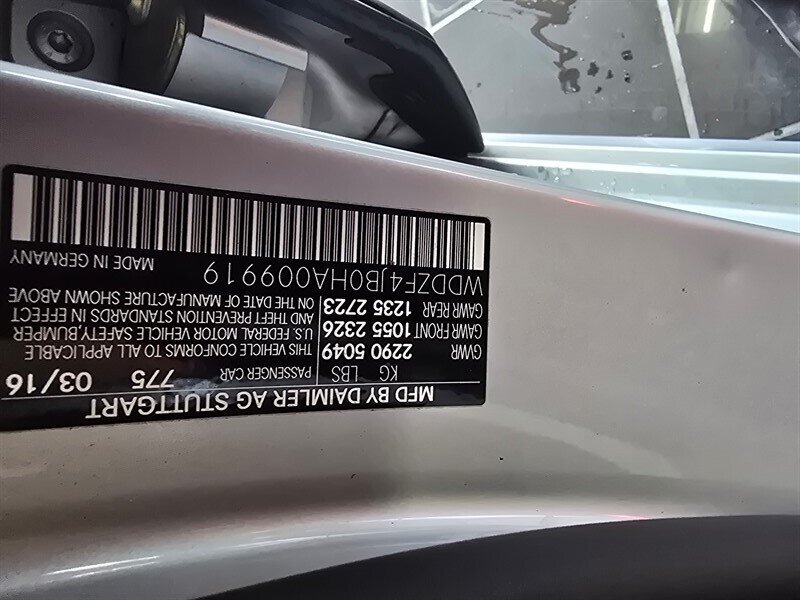 MFD BY DAIMLER AG STUTTGART
PASSENGER CAR 775 03/16
KG LBS
GVWR 2290 5049
GAWR FRONT 1055 2326
GAWR REAR 1235 2723
THIS VEHICLE CONFORMS TO ALL APPLICABLE
U.S. FEDERAL MOTOR VEHICLE SAFETY,BUMPER
AND THEFT PREVENTION STANDARDS IN EFFECT
ON THE DATE OF MANUFACTURE SHOWN ABOVE
WDDZF4JB0HA009919
MADE IN GERMANY